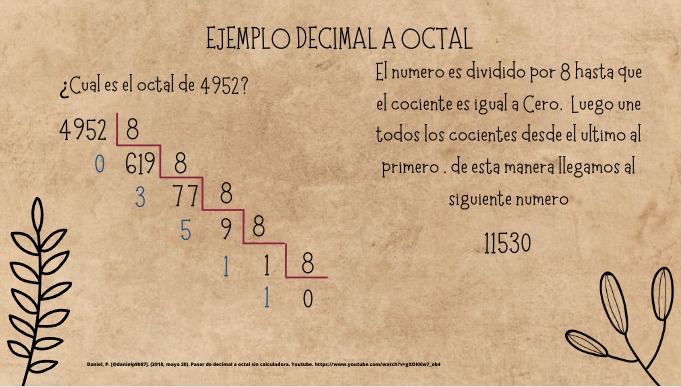 EJEMPLO DECIMAL A OCTAL
¿Cual es el octal de 4952?
4952 8
0 619 8
3 77 8
5 9 8
1 1 8
1 0
El numero es dividido por 8 hasta que
el cociente es igual a Cero. Luego une
todos los cocientes desde el ultimo al
primero . de esta manera llegamos al
siguiente numero
11530
Daniel, P. [@danielp9087]. (2018, mayo 20). Pasar de decimal a octal sin calculadora. Youtube. https://www.youtube.com/watch?v=gXOKKw7_ob4